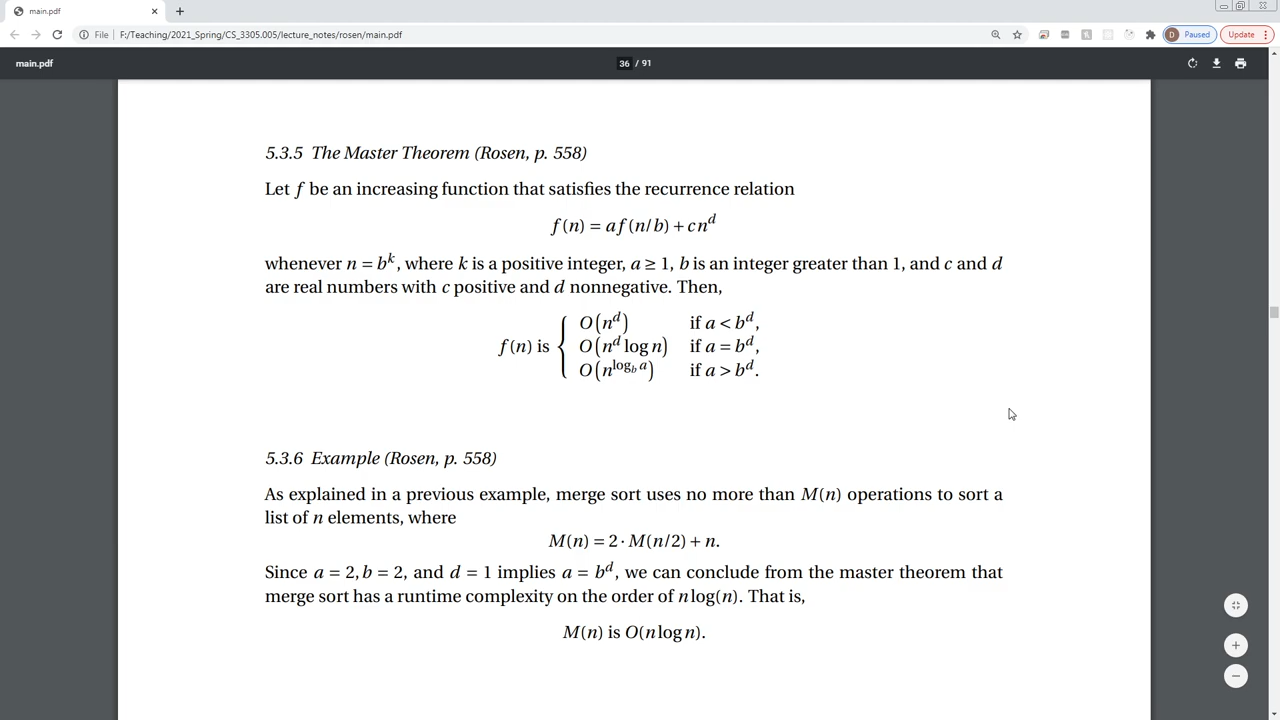 main.pdf
File F:/Teaching/2021_Spring/CS_3305.005/lecture_notes/rosen/main.pdf
D Paused
Update
main.pdf
36 / 91
5.3.5 The Master Theorem (Rosen, p. 558)
Let f be an increasing function that satisfies the recurrence relation
f(n) = af(n/b) + cn^d
whenever n = b^k, where k is a positive integer, a ≥ 1, b is an integer greater than 1, and c and d
are real numbers with c positive and d nonnegative. Then,
O(n^d) if a < b^d,
f(n) is { O(n^d log n) if a = b^d,
O(n^{log_b a}) if a > b^d.
5.3.6 Example (Rosen, p. 558)
As explained in a previous example, merge sort uses no more than M(n) operations to sort a
list of n elements, where
M(n) = 2 · M(n/2) + n.
Since a = 2, b = 2, and d = 1 implies a = b^d, we can conclude from the master theorem that
merge sort has a runtime complexity on the order of n log(n). That is,
M(n) is O(n log n).